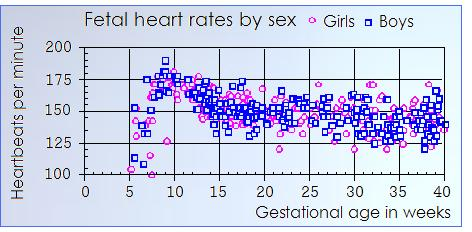 Fetal heart rates by sex Girls Boys
Heartbeats per minute
200
175
150
125
100
0 5 10 15 20 25 30 35 40
Gestational age in weeks